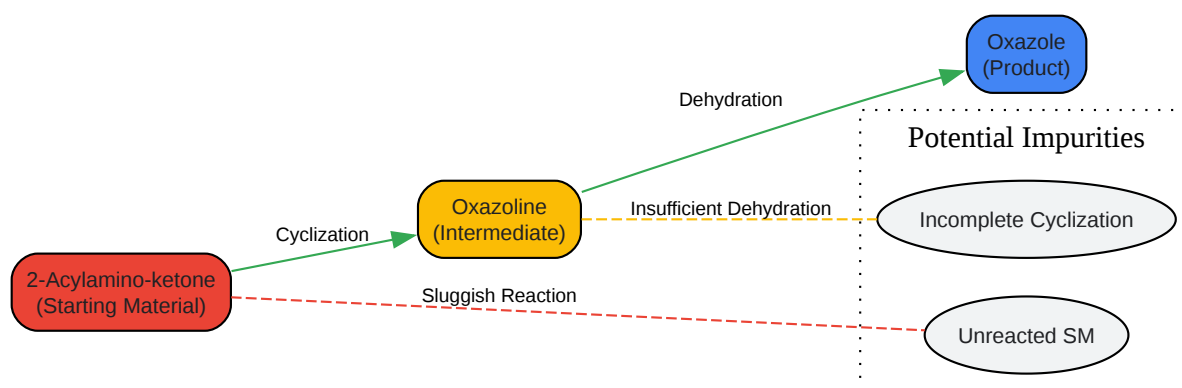 Oxazole
(Product)
Dehydration
Potential Impurities
Oxazoline
(Intermediate)
Insufficient Dehydration
Incomplete Cyclization
Cyclization
2-Acylamino-ketone
(Starting Material)
Sluggish Reaction
Unreacted SM